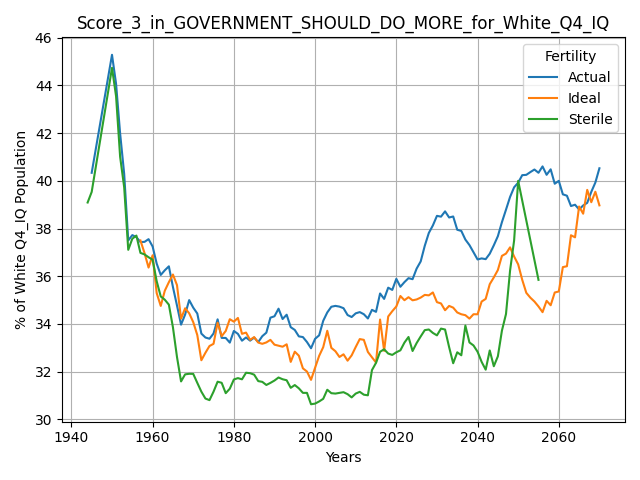 Score_3_in_GOVERNMENT_SHOULD_DO_MORE_for_White_Q4_IQ
Fertility
Actual
Ideal
Sterile
% of White Q4_IQ Population
46
44
42
40
38
36
34
32
30
1940
1960
1980
2000
2020
2040
2060
Years